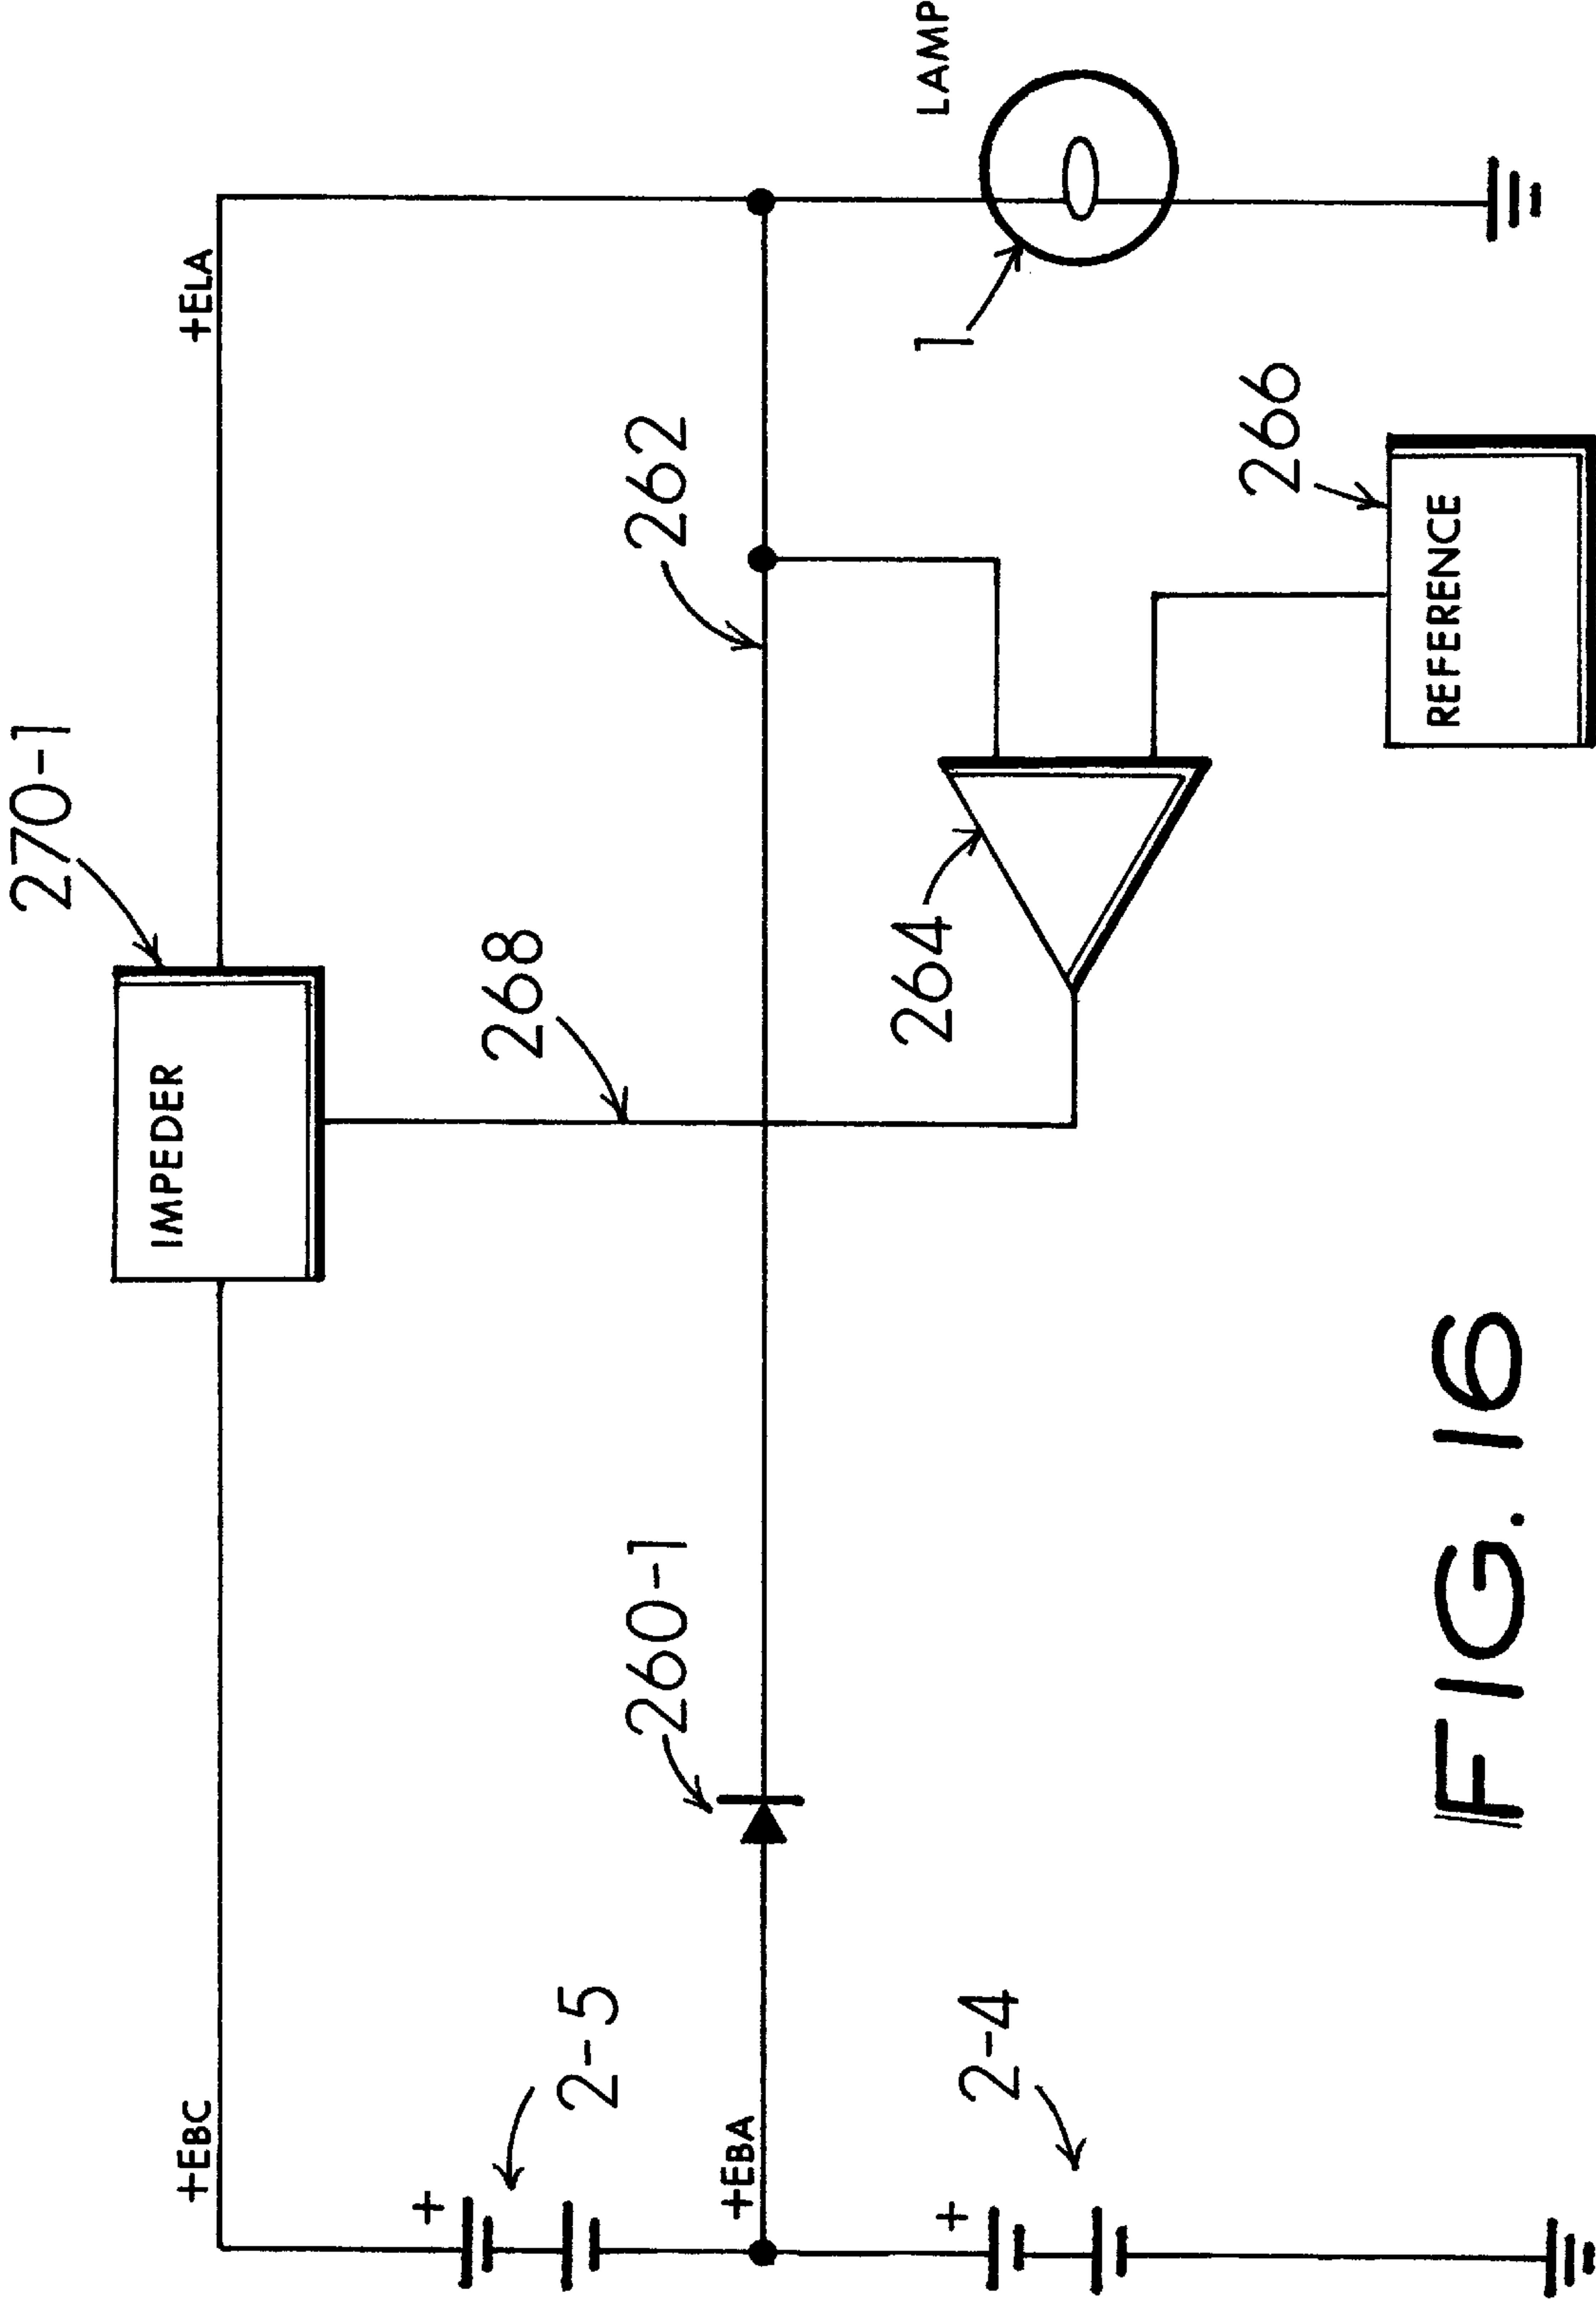 270-1
+EBC
IMPEDER
+ELA
+
2-5
268
260-1
262
+EBA
LAMP
+
2-4
264
1
266
REFERENCE
FIG. 16